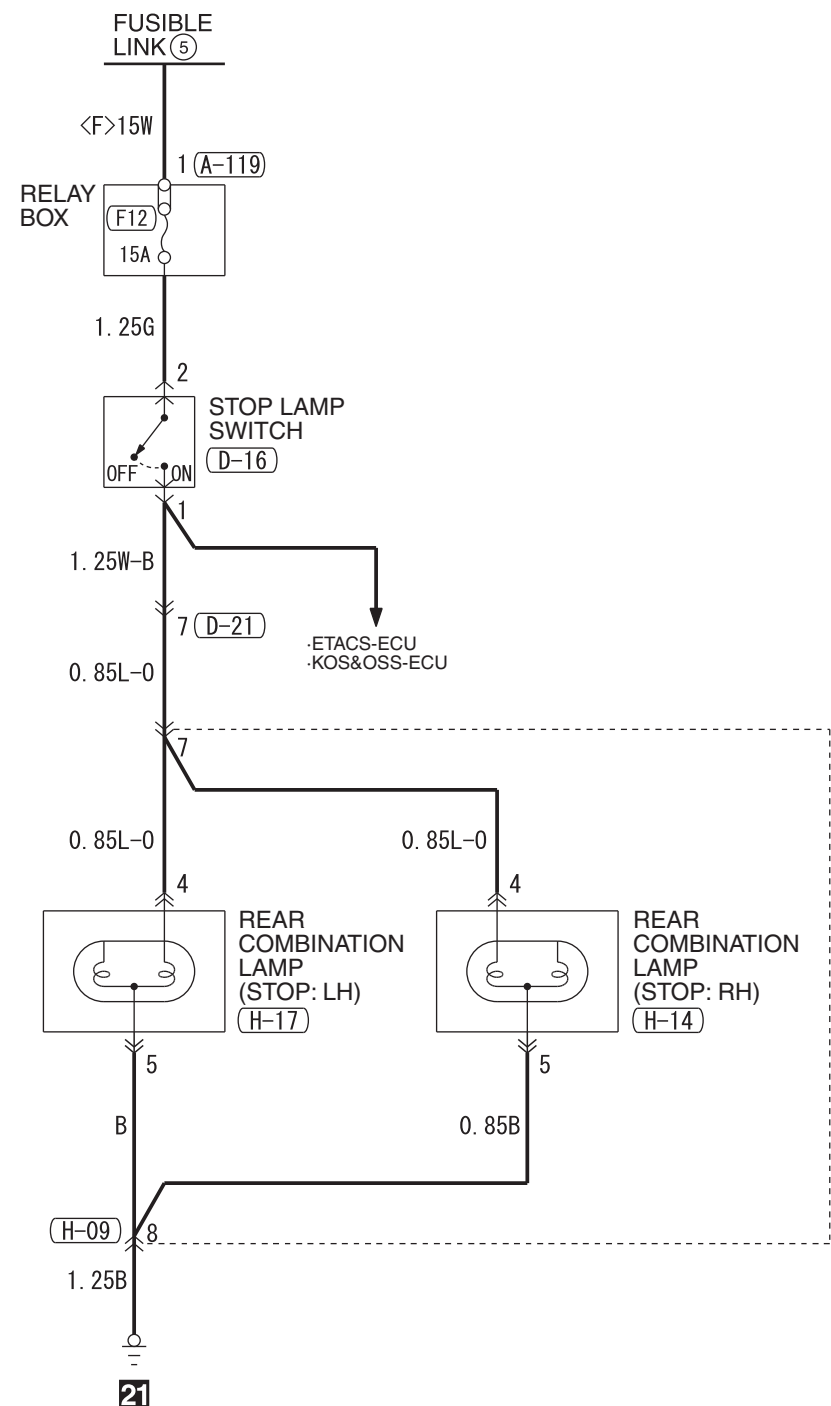 FUSIBLE
LINK 5
<F>15W
1 A-119
RELAY
BOX
F12
15A
1.25G
2
STOP LAMP
SWITCH
D-16
OFF ON
1
1.25W-B
7 D-21
·ETACS-ECU
·KOS&OSS-ECU
0.85L-O
7
0.85L-O
0.85L-O
4
4
REAR
COMBINATION
LAMP
(STOP: LH)
H-17
REAR
COMBINATION
LAMP
(STOP: RH)
H-14
5
5
B
0.85B
H-09 8
1.25B
21